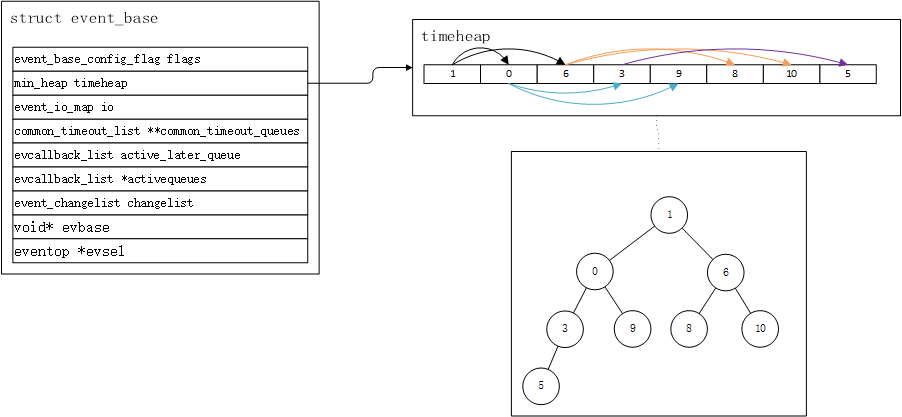 struct event_base
event_base_config_flag flags
min_heap timeheap
event_io_map io
common_timeout_list **common_timeout_queues
evcallback_list active_later_queue
evcallback_list *activequeues
event_changelist changelist
void* evbase
eventop *evsel
timeheap
1 0 6 3 9 8 10 5
1
0 6
3 9 8 10
5